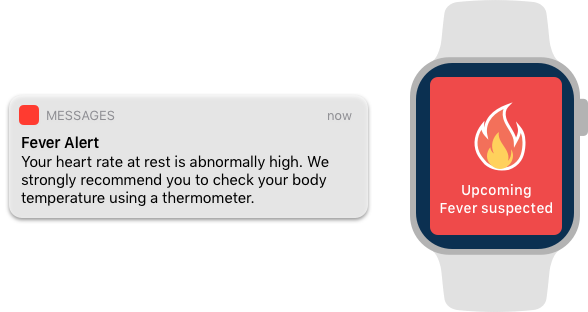 MESSAGES now
Fever Alert
Your heart rate at rest is abnormally high. We
strongly recommend you to check your body
temperature using a thermometer.
Upcoming
Fever suspected